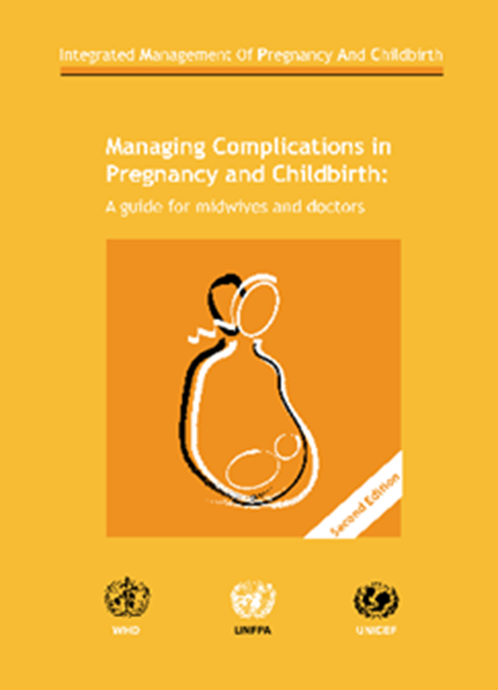 Integrated Management Of Pregnancy And Childbirth
Managing Complications in
Pregnancy and Childbirth:
A guide for midwives and doctors
Second Edition
WHO
UNFPA
UNICEF